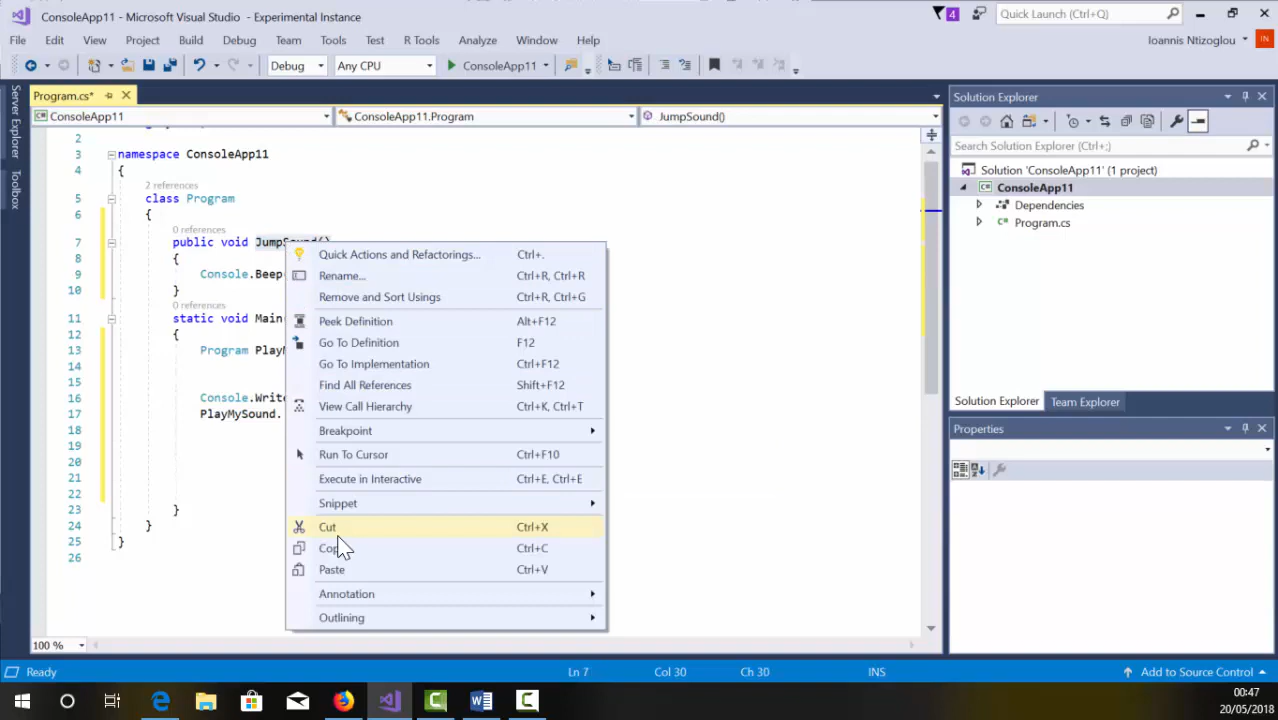 ConsoleApp11 - Microsoft Visual Studio - Experimental Instance
4
Quick Launch (Ctrl+Q)
File Edit View Project Build Debug Team Tools Test R Tools Analyze Window Help
Ioannis Ntizoglou
IN
Debug Any CPU ConsoleApp11
Server Explorer
Toolbox
Program.cs*
ConsoleApp11 ConsoleApp11.Program JumpSound()
2
3 namespace ConsoleApp11
4 {
2 references
5 class Program
6 {
0 references
7 public void JumpSound()
8 {
9 Console.Beep
10 }
0 references
11 static void Main
12 {
13 Program PlayM
14
15
16 Console.Write
17 PlayMySound.
18
19
20
21
22
23 }
24 }
25 }
26
Quick Actions and Refactorings... Ctrl+.
Rename... Ctrl+R, Ctrl+R
Remove and Sort Usings Ctrl+R, Ctrl+G
Peek Definition Alt+F12
Go To Definition F12
Go To Implementation Ctrl+F12
Find All References Shift+F12
View Call Hierarchy Ctrl+K, Ctrl+T
Breakpoint
Run To Cursor Ctrl+F10
Execute in Interactive Ctrl+E, Ctrl+E
Snippet
Cut Ctrl+X
Copy Ctrl+C
Paste Ctrl+V
Annotation
Outlining
100 %
Solution Explorer
Search Solution Explorer (Ctrl+;)
Solution 'ConsoleApp11' (1 project)
ConsoleApp11
Dependencies
Program.cs
Solution Explorer Team Explorer
Properties
Ready Ln 7 Col 30 Ch 30 INS Add to Source Control
00:47
20/05/2018